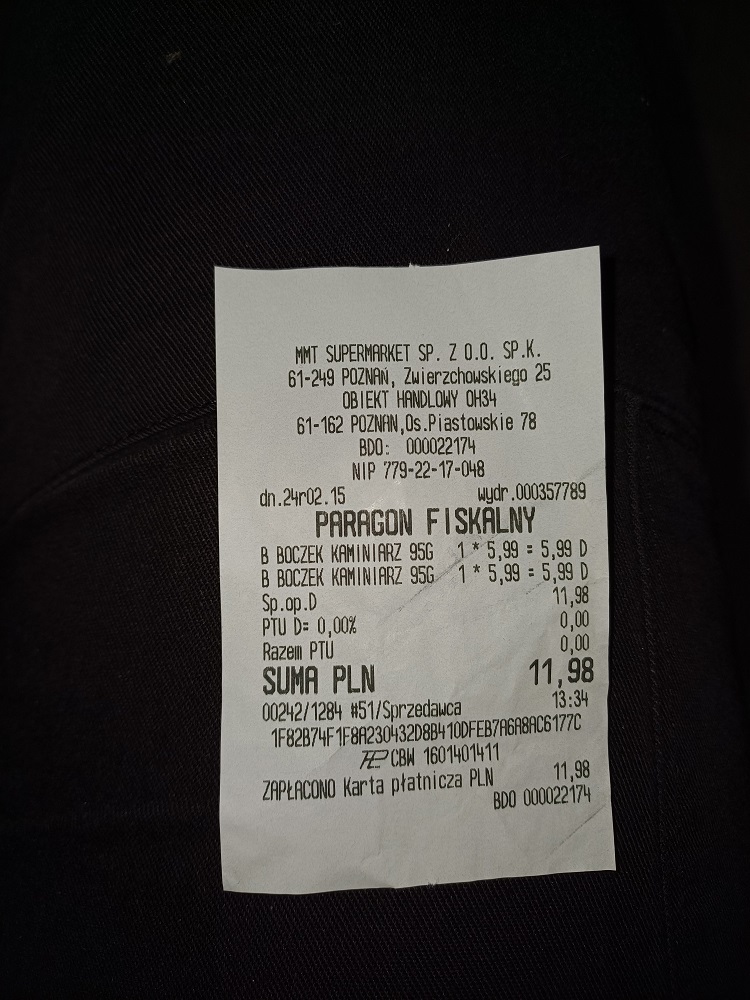 MMT SUPERMARKET SP. Z O.O. SP.K.
61-249 POZNAŃ, Zwierzchowskiego 25
OBIEKT HANDLOWY OH34
61-162 POZNAN,Os.Piastowskie 78
BDO: 000022174
NIP 779-22-17-048
dn.24r02.15 wydr.000357789
PARAGON FISKALNY
B BOCZEK KAMINIARZ 95G 1 * 5,99 = 5,99 D
B BOCZEK KAMINIARZ 95G 1 * 5,99 = 5,99 D
Sp.op.D 11,98
PTU D= 0,00% 0,00
Razem PTU 0,00
SUMA PLN 11,98
00242/1284 #51/Sprzedawca 13:34
1F82B74F1F8A230432D8B410DFEB7A6A8AC6177C
CBW 1601401411
ZAPŁACONO Karta płatnicza PLN 11,98
BDO 000022174